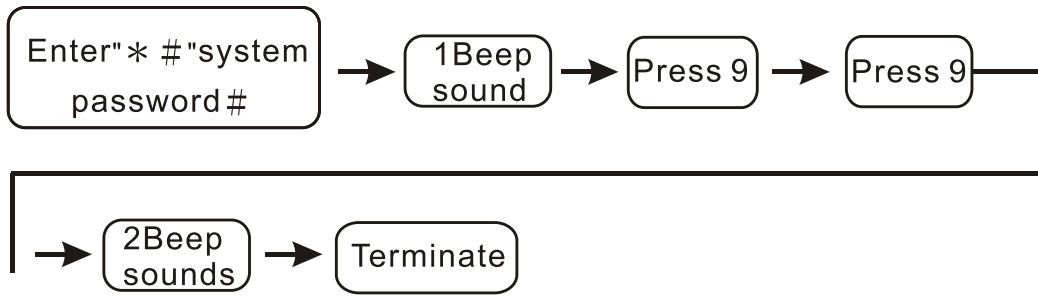 Enter"* #"system
password#
1Beep
sound
Press 9
Press 9
2Beep
sounds
Terminate